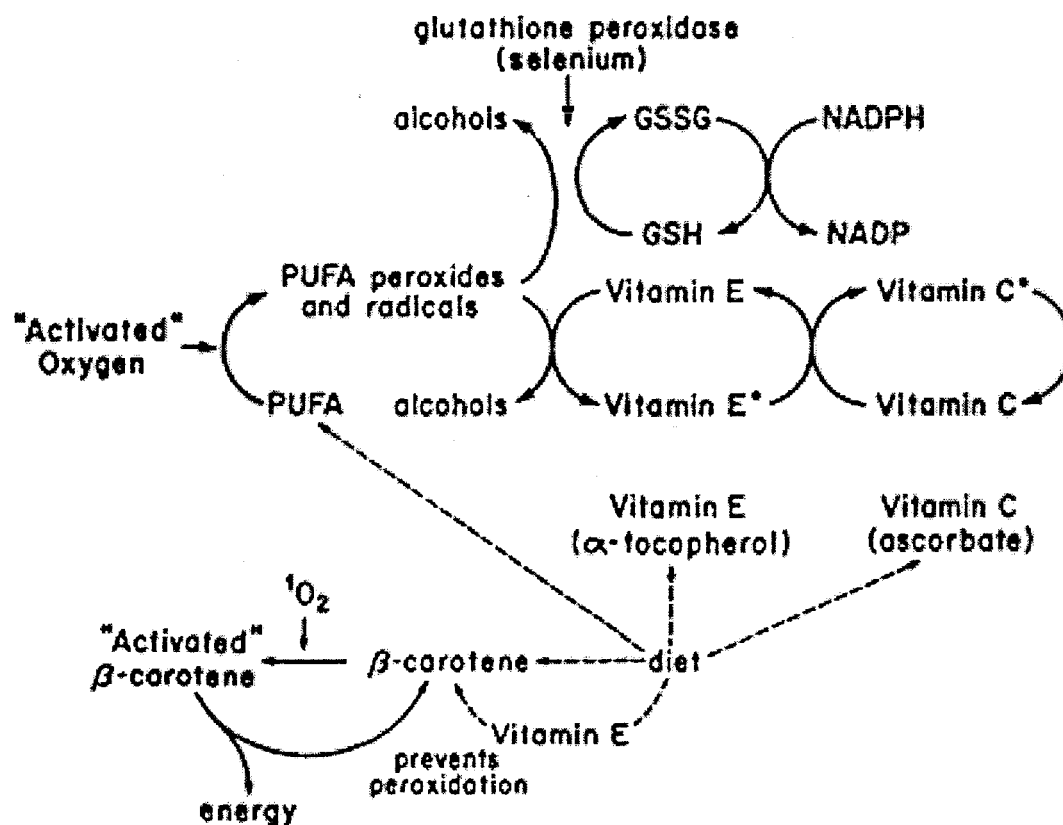 glutathione peroxidase
(selenium)
alcohols GSSG NADPH
GSH NADP
PUFA peroxides
and radicals
Vitamin E Vitamin C•
"Activated"
Oxygen
PUFA alcohols Vitamin E• Vitamin C
Vitamin E
(α-tocopherol)
Vitamin C
(ascorbate)
¹O₂
"Activated"
β-carotene
β-carotene diet
Vitamin E
prevents
peroxidation
energy